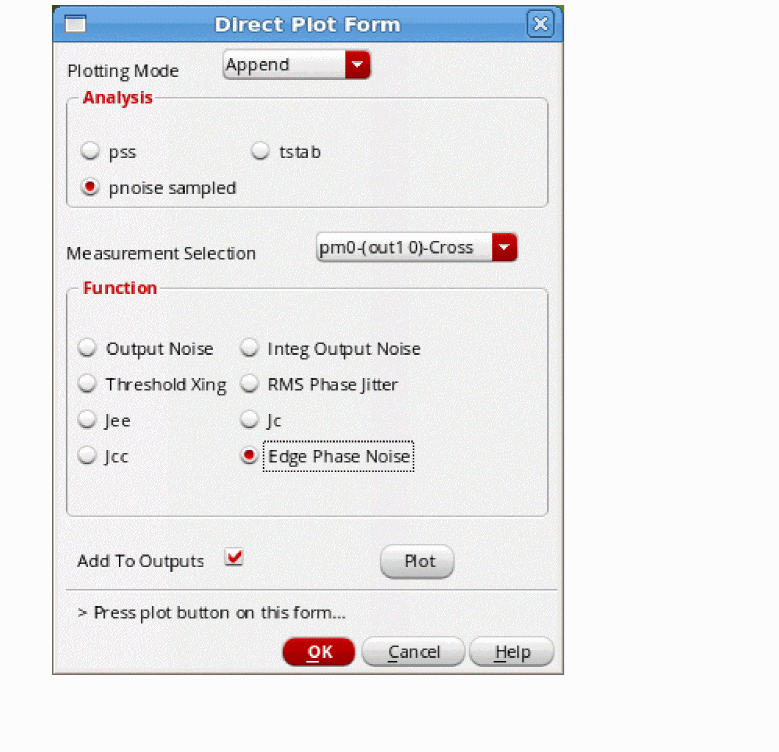 Direct Plot Form
Plotting Mode Append
Analysis
pss tstab
pnoise sampled
Measurement Selection pm0-(out1 0)-Cross
Function
Output Noise Integ Output Noise
Threshold Xing RMS Phase Jitter
Jee Jc
Jcc Edge Phase Noise
Add To Outputs Plot
> Press plot button on this form...
OK Cancel Help